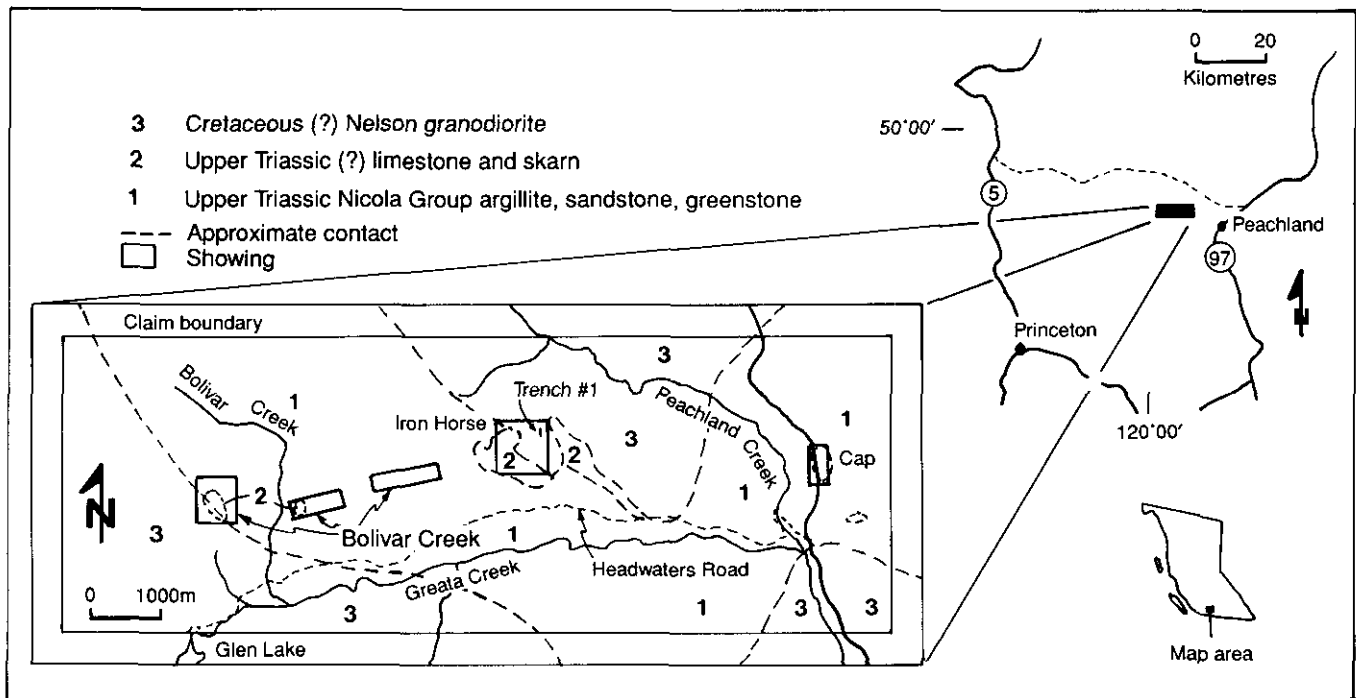 3 Cretaceous (?) Nelson granodiorite
2 Upper Triassic (?) limestone and skarn
1 Upper Triassic Nicola Group argillite, sandstone, greenstone
Approximate contact
Showing
0 20
Kilometres
50°00'
5
Peachland
97
N
Princeton
120°00'
Map area
Claim boundary
Bolivar
Creek
1
Iron Horse
Trench #1
3
Peachland
Creek
3
1
Cap
2
2
2
1
N
3
Bolivar Creek
1
Headwaters Road
Greata Creek
0 1000m
3
1
3
3
Glen Lake